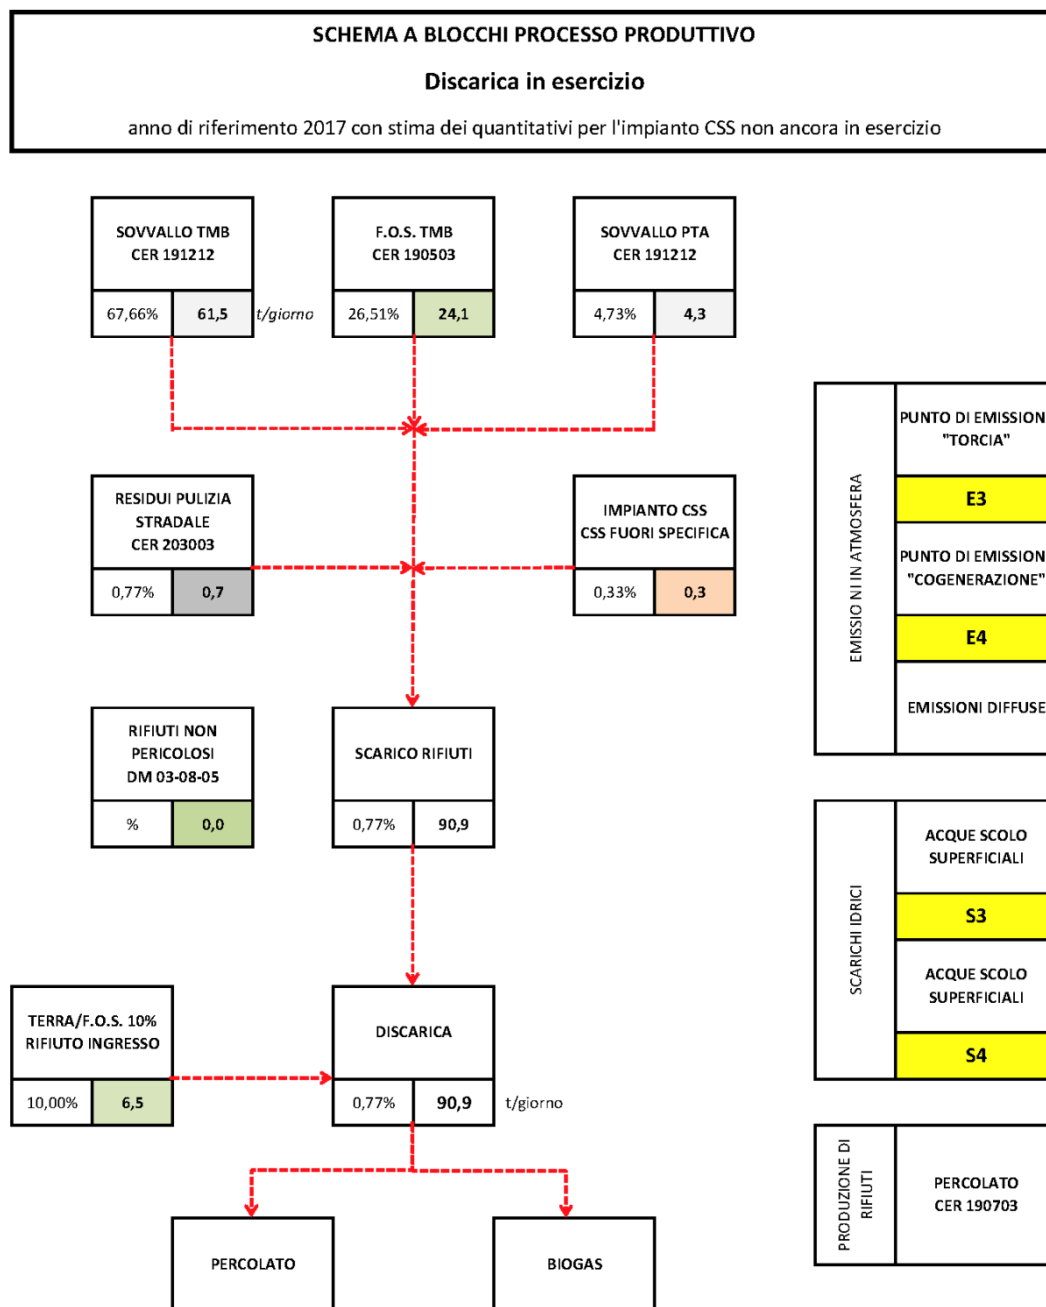 SCHEMA A BLOCCHI PROCESSO PRODUTTIVO
Discarica in esercizio
anno di riferimento 2017 con stima dei quantitativi per l'impianto CSS non ancora in esercizio
SOVVALLO TMB
CER 191212
67,66%
61,5
t/giorno
F.O.S. TMB
CER 190503
26,51%
24,1
SOVVALLO PTA
CER 191212
4,73%
4,3
RESIDUI PULIZIA
STRADALE
CER 203003
0,77%
0,7
IMPIANTO CSS
CSS FUORI SPECIFICA
0,33%
0,3
RIFIUTI NON
PERICOLOSI
DM 03-08-05
%
0,0
SCARICO RIFIUTI
0,77%
90,9
TERRA/F.O.S. 10%
RIFIUTO INGRESSO
10,00%
6,5
DISCARICA
0,77%
90,9
t/giorno
PERCOLATO
BIOGAS
EMISSIO NI IN ATMOSFERA
PUNTO DI EMISSION
"TORCIA"
E3
PUNTO DI EMISSION
"COGENERAZIONE"
E4
EMISSIONI DIFFUSE
SCARICHI IDRICI
ACQUE SCOLO
SUPERFICIALI
S3
ACQUE SCOLO
SUPERFICIALI
S4
PRODUZIONE DI
RIFIUTI
PERCOLATO
CER 190703